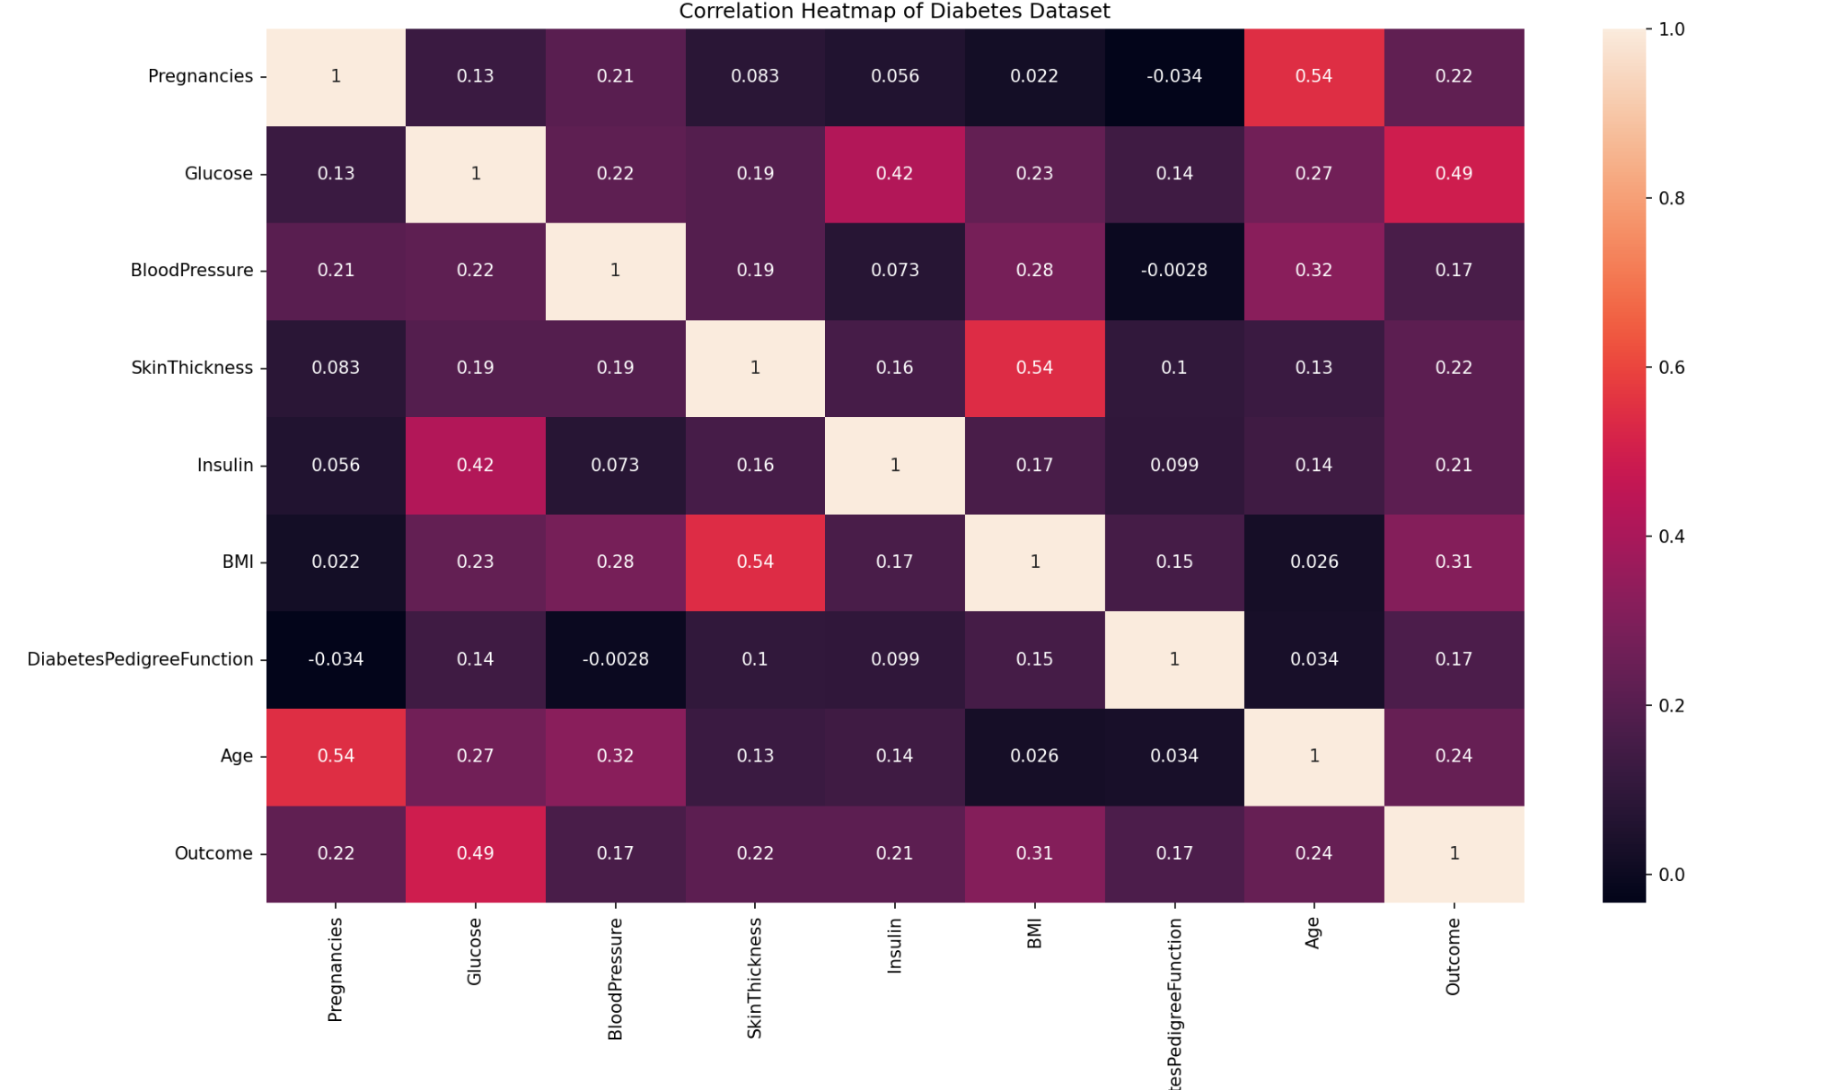 Correlation Heatmap of Diabetes Dataset
Pregnancies 1 0.13 0.21 0.083 0.056 0.022 -0.034 0.54 0.22
Glucose 0.13 1 0.22 0.19 0.42 0.23 0.14 0.27 0.49
BloodPressure 0.21 0.22 1 0.19 0.073 0.28 -0.0028 0.32 0.17
SkinThickness 0.083 0.19 0.19 1 0.16 0.54 0.1 0.13 0.22
Insulin 0.056 0.42 0.073 0.16 1 0.17 0.099 0.14 0.21
BMI 0.022 0.23 0.28 0.54 0.17 1 0.15 0.026 0.31
DiabetesPedigreeFunction -0.034 0.14 -0.0028 0.1 0.099 0.15 1 0.034 0.17
Age 0.54 0.27 0.32 0.13 0.14 0.026 0.034 1 0.24
Outcome 0.22 0.49 0.17 0.22 0.21 0.31 0.17 0.24 1
Pregnancies
Glucose
BloodPressure
SkinThickness
Insulin
BMI
tesPedigreeFunction
Age
Outcome
1.0
0.8
0.6
0.4
0.2
0.0